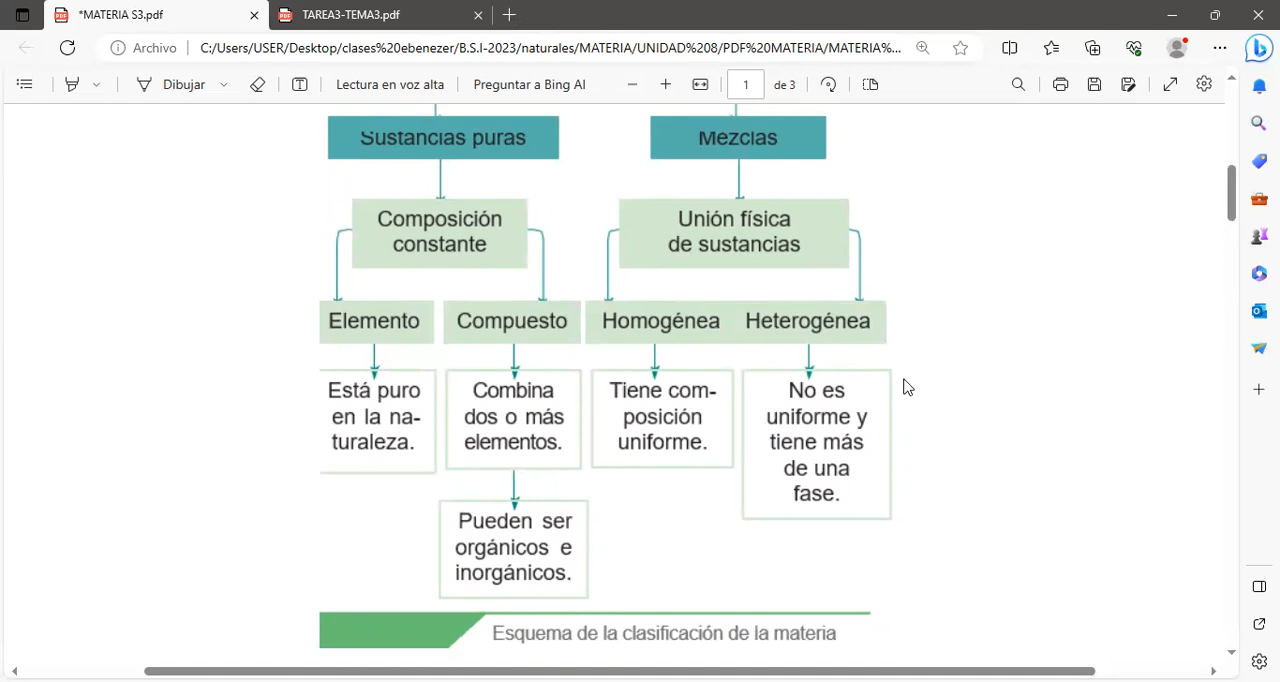 *MATERIA S3.pdf
TAREA3-TEMA3.pdf
Archivo
C:/Users/USER/Desktop/clases%20ebenezer/B.S.I-2023/naturales/MATERIA/UNIDAD%208/PDF%20MATERIA/MATERIA%...
Dibujar
Lectura en voz alta
Preguntar a Bing AI
1
de 3
Sustancias puras
Mezclas
Composición
constante
Unión física
de sustancias
Elemento
Compuesto
Homogénea
Heterogénea
Está puro
en la na-
turaleza.
Combina
dos o más
elementos.
Tiene com-
posición
uniforme.
No es
uniforme y
tiene más
de una
fase.
Pueden ser
orgánicos e
inorgánicos.
Esquema de la clasificación de la materia